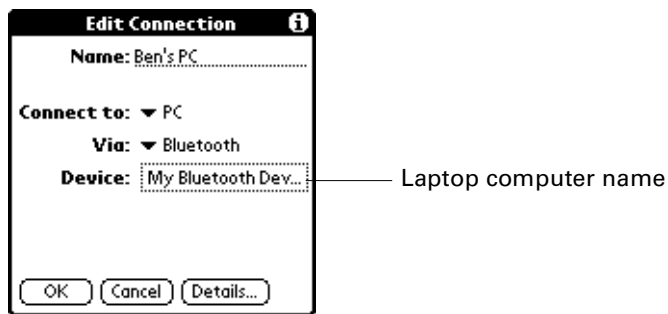 Edit Connection i
Name: Ben's PC
Connect to: PC
Via: Bluetooth
Device: My Bluetooth Dev... Laptop computer name
OK Cancel Details...